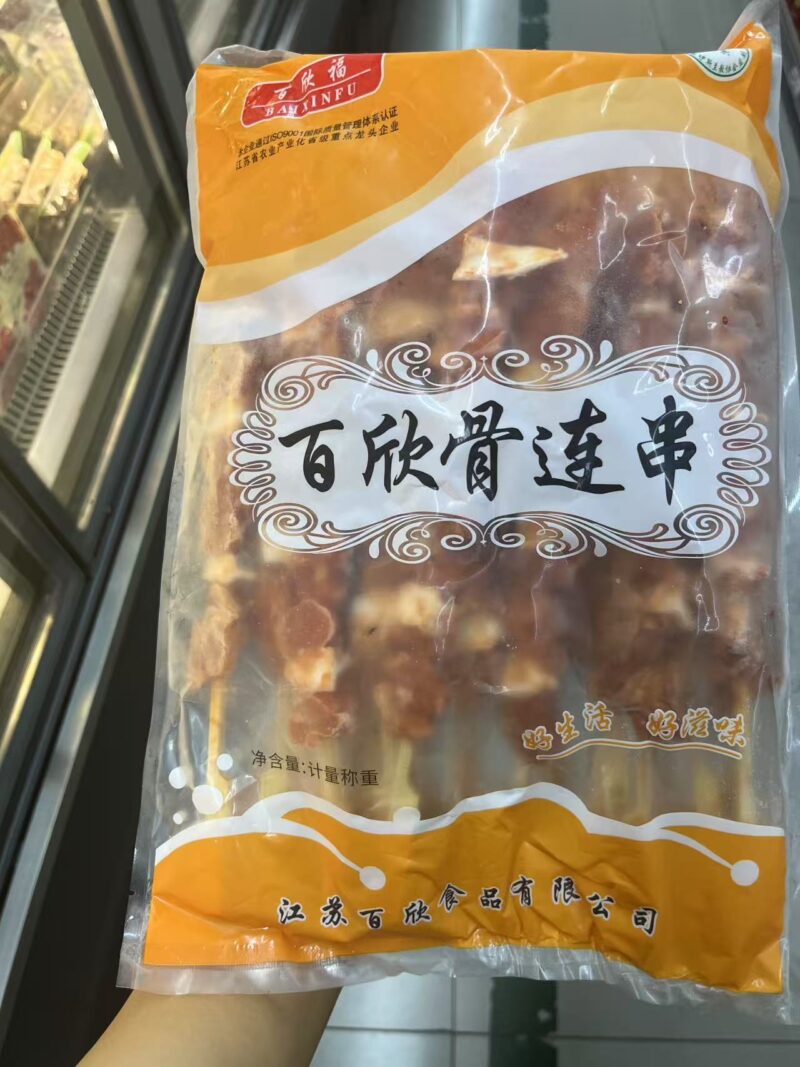 百欣福
BAIXINFU
本企业通过ISO9001国际质量管理体系认证
江苏省农业产业化省级重点龙头企业
百欣骨连串
好生活 好滋味
净含量:计量称重
江苏百欣食品有限公司